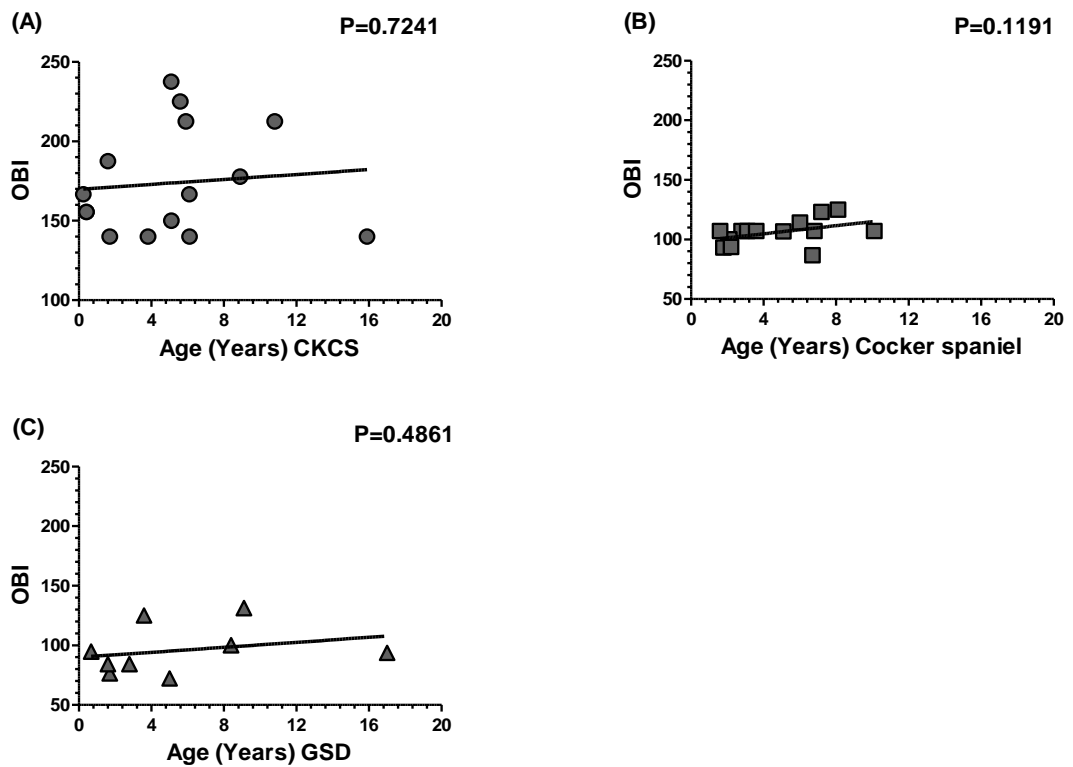 (A)
P=0.7241
250
200
150
100
OBI
0 4 8 12 16 20
Age (Years) CKCS
(B)
P=0.1191
250
200
150
100
50
OBI
0 4 8 12 16 20
Age (Years) Cocker spaniel
(C)
P=0.4861
250
200
150
100
50
OBI
0 4 8 12 16 20
Age (Years) GSD